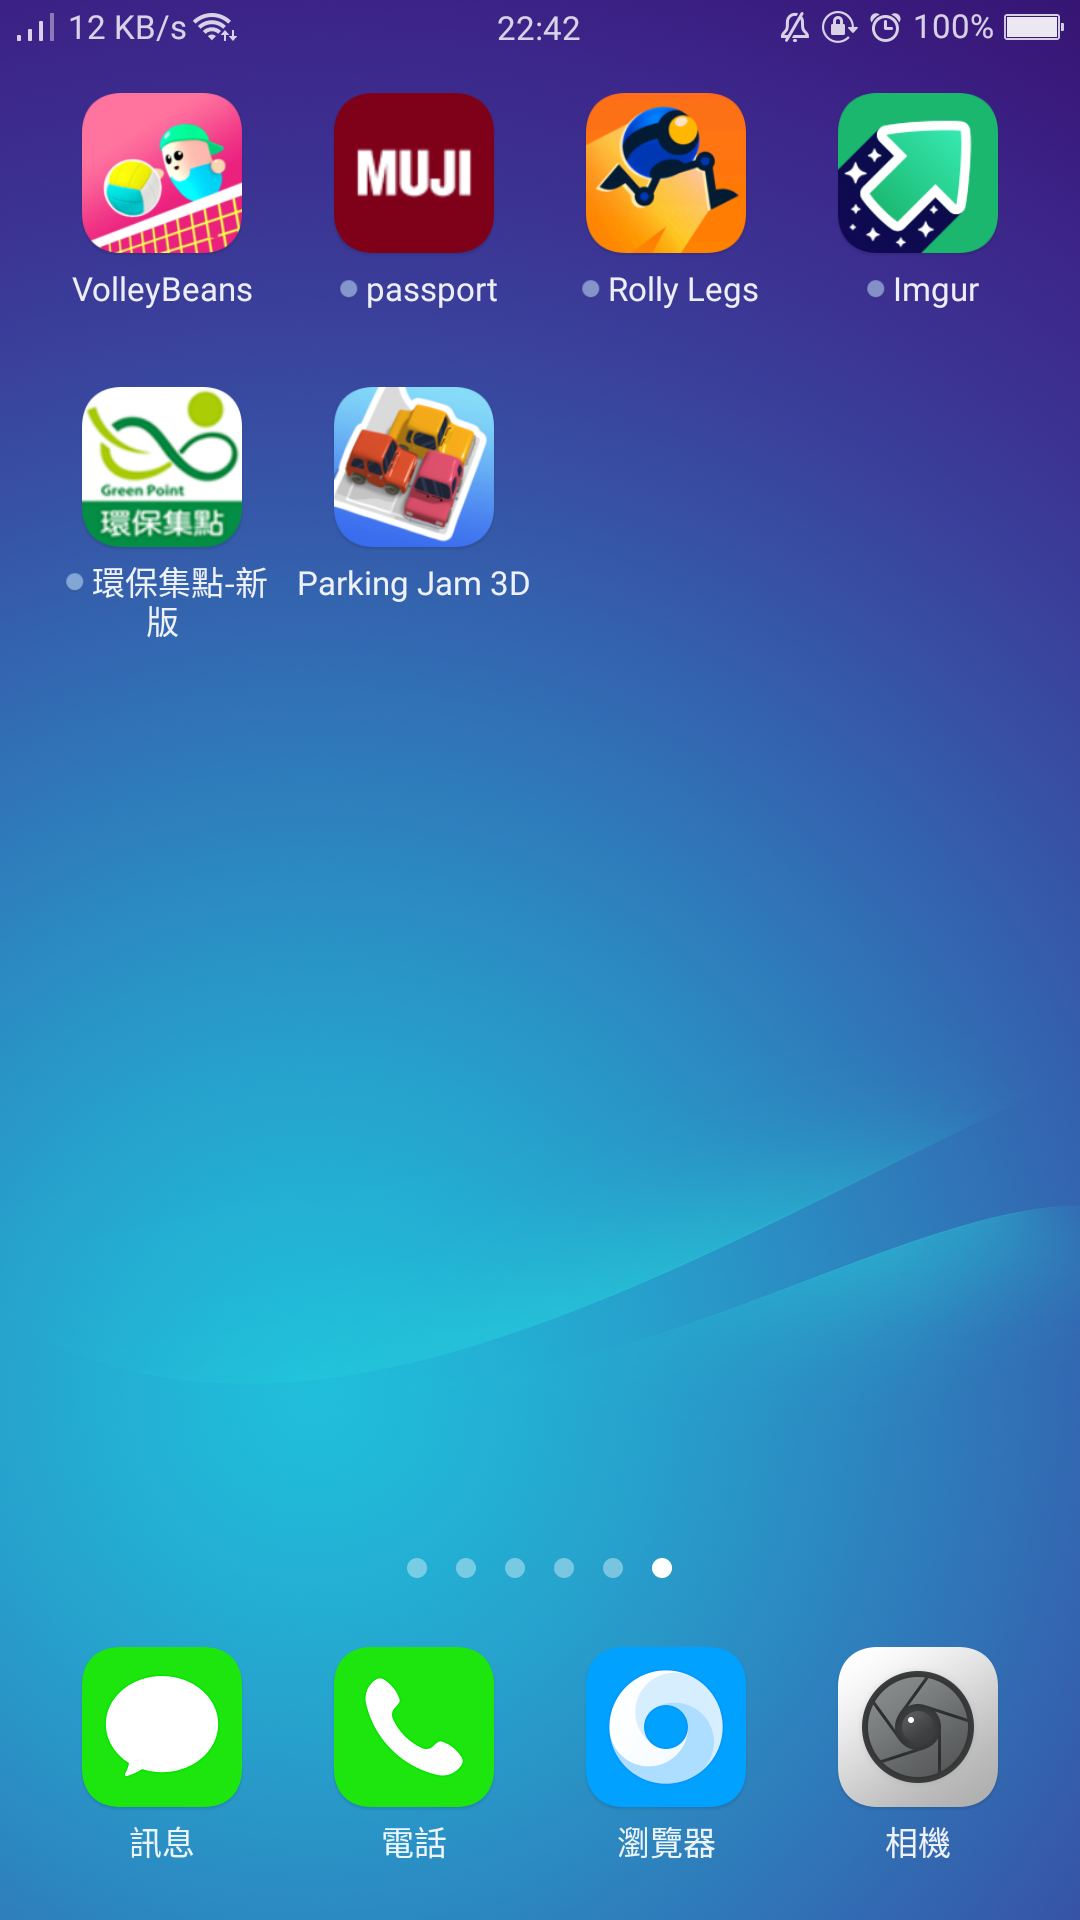 12 KB/s 22:42 100%
MUJI
VolleyBeans passport Rolly Legs Imgur
Green Point
環保集點
環保集點-新 Parking Jam 3D
版
訊息 電話 瀏覽器 相機